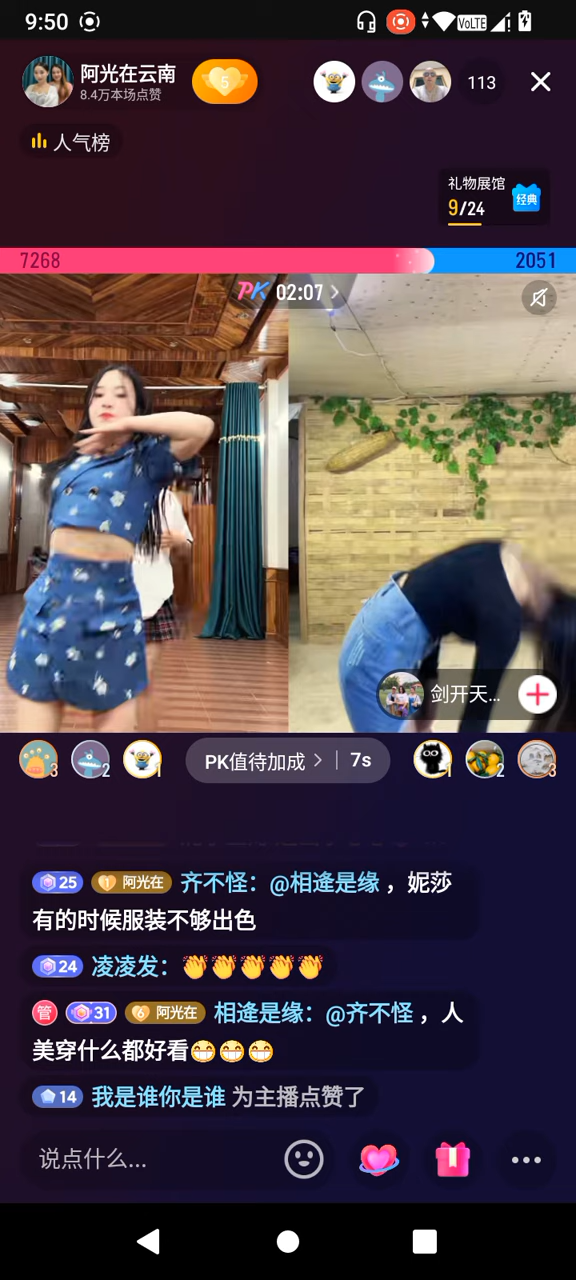 9:50
VoLTE
阿光在云南
5
8.4万本场点赞
113
人气榜
礼物展馆
9/24
经典
7268
2051
PK 02:07
剑开天...
3
2
1
PK值待加成
7s
1
2
3
25 1 阿光在 齐不怪：@相逄是缘 ，妮莎
有的时候服装不够出色
24 凌凌发：👏👏👏👏👏
管 31 6 阿光在 相逄是缘：@齐不怪 ，人
美穿什么都好看😁😁😁
14 我是谁你是谁 为主播点赞了
说点什么...